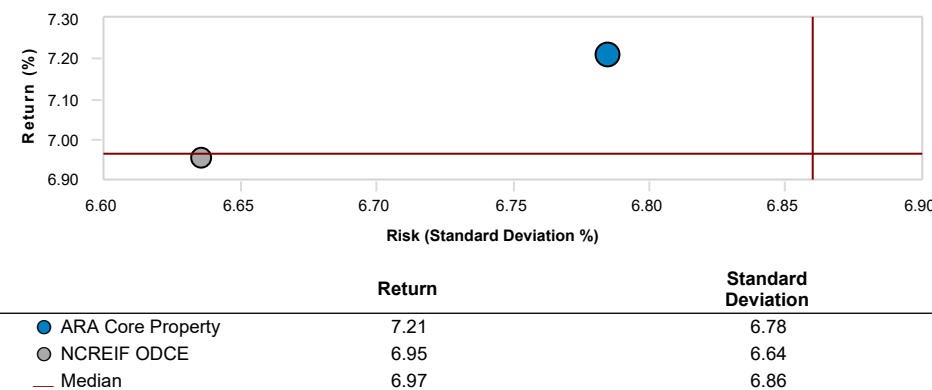 7.30
7.20
7.10
7.00
6.90
Return (%)
6.60 6.65 6.70 6.75 6.80 6.85 6.90
Risk (Standard Deviation %)
Return Standard Deviation
ARA Core Property 7.21 6.78
NCREIF ODCE 6.95 6.64
Median 6.97 6.86